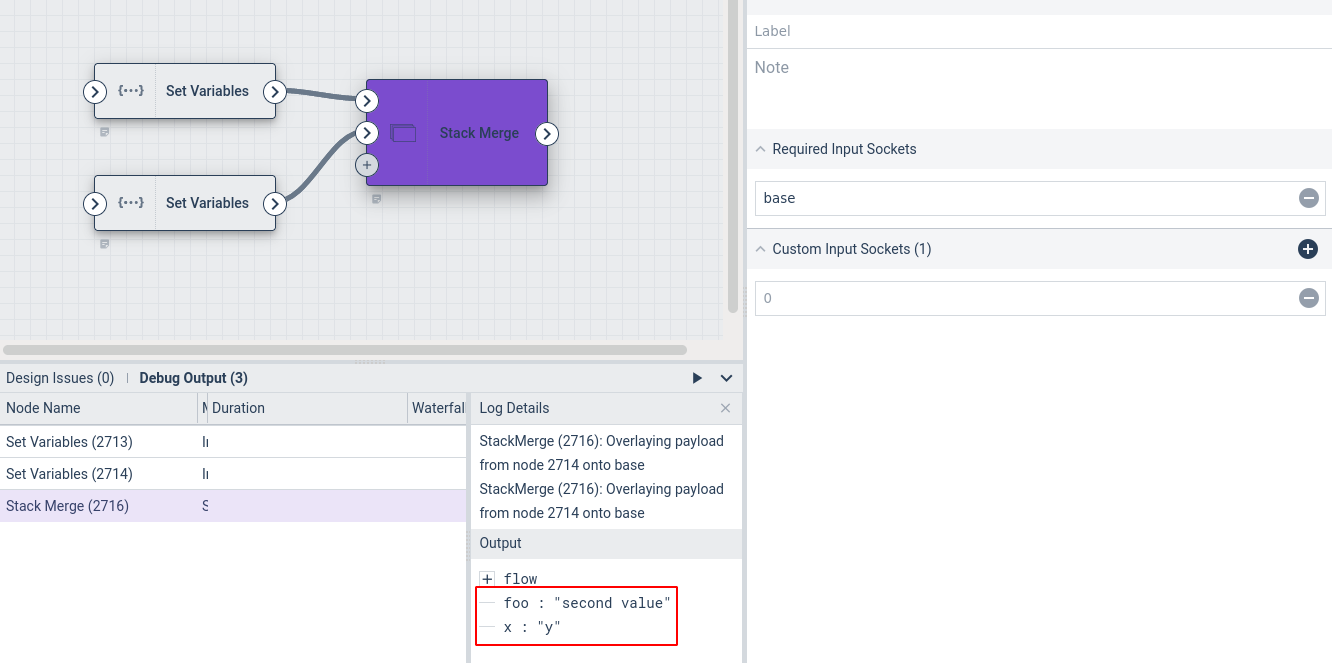 Set Variables
Stack Merge
Set Variables
Label
Note
Required Input Sockets
base
Custom Input Sockets (1)
0
Design Issues (0)
Debug Output (3)
Node Name
Duration
Waterfal
Set Variables (2713)
Set Variables (2714)
Stack Merge (2716)
Log Details
StackMerge (2716): Overlaying payload
from node 2714 onto base
StackMerge (2716): Overlaying payload
from node 2714 onto base
Output
flow
foo : "second value"
x : "y"